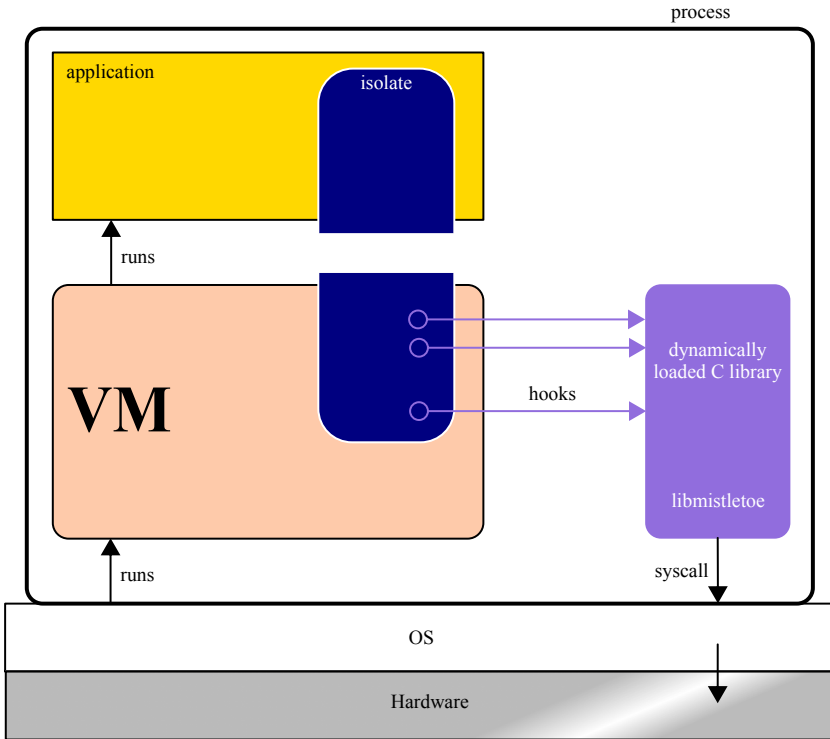 process
application
isolate
runs
VM
dynamically
loaded C library
hooks
libmistletoe
runs
syscall
OS
Hardware